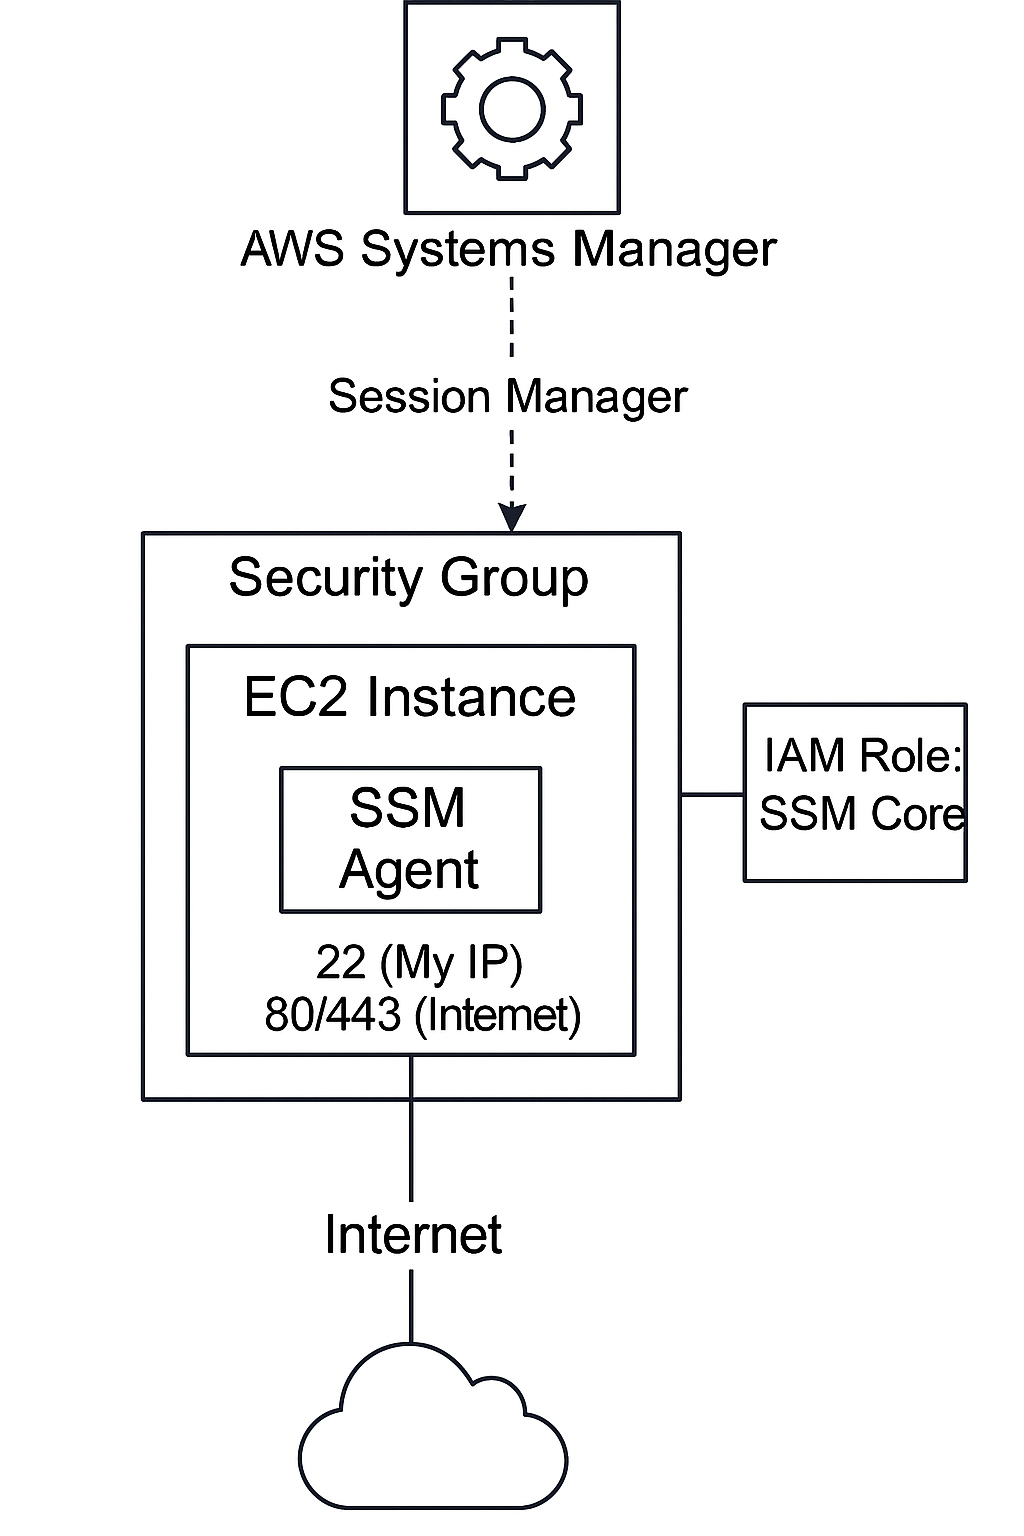 AWS Systems Manager
Session Manager
Security Group
EC2 Instance
SSM
Agent
22 (My IP)
80/443 (Internet)
IAM Role:
SSM Core
Internet